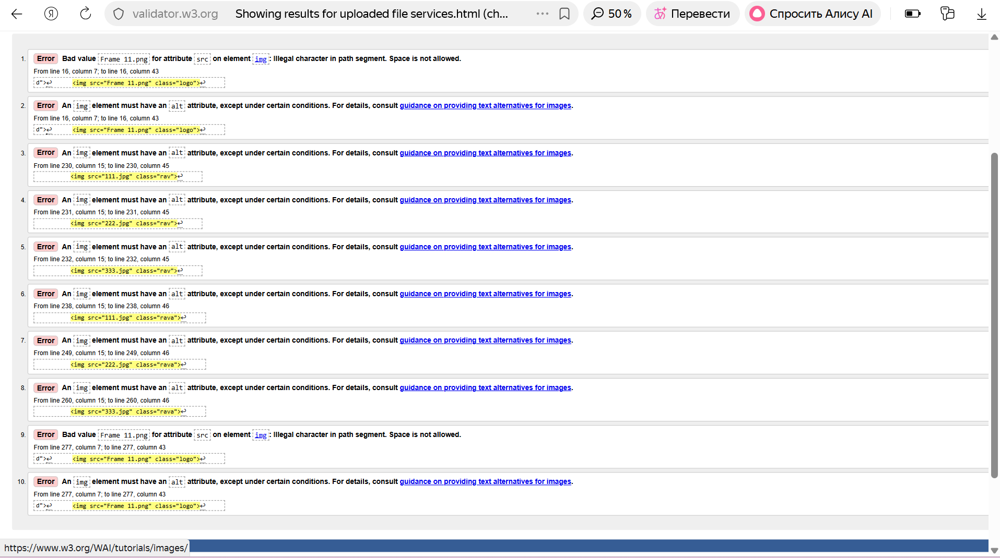 validator.w3.org Showing results for uploaded file services.html (ch... 50 % Перевести Спросить Алису AI
1. Error Bad value Frame 11.png for attribute src on element img: Illegal character in path segment. Space is not allowed.
From line 16, column 7; to line 16, column 43
d">↩ <img src="Frame 11.png" class="logo">↩
2. Error An img element must have an alt attribute, except under certain conditions. For details, consult guidance on providing text alternatives for images.
From line 16, column 7; to line 16, column 43
d">↩ <img src="Frame 11.png" class="logo">↩
3. Error An img element must have an alt attribute, except under certain conditions. For details, consult guidance on providing text alternatives for images.
From line 230, column 15; to line 230, column 45
<img src="111.jpg" class="rav">↩
4. Error An img element must have an alt attribute, except under certain conditions. For details, consult guidance on providing text alternatives for images.
From line 231, column 15; to line 231, column 45
<img src="222.jpg" class="rav">↩
5. Error An img element must have an alt attribute, except under certain conditions. For details, consult guidance on providing text alternatives for images.
From line 232, column 15; to line 232, column 45
<img src="333.jpg" class="rav">↩
6. Error An img element must have an alt attribute, except under certain conditions. For details, consult guidance on providing text alternatives for images.
From line 238, column 15; to line 238, column 46
<img src="111.jpg" class="rava">↩
7. Error An img element must have an alt attribute, except under certain conditions. For details, consult guidance on providing text alternatives for images.
From line 249, column 15; to line 249, column 46
<img src="222.jpg" class="rava">↩
8. Error An img element must have an alt attribute, except under certain conditions. For details, consult guidance on providing text alternatives for images.
From line 260, column 15; to line 260, column 46
<img src="333.jpg" class="rava">↩
9. Error Bad value Frame 11.png for attribute src on element img: Illegal character in path segment. Space is not allowed.
From line 277, column 7; to line 277, column 43
d">↩ <img src="Frame 11.png" class="logo">↩
10. Error An img element must have an alt attribute, except under certain conditions. For details, consult guidance on providing text alternatives for images.
From line 277, column 7; to line 277, column 43
d">↩ <img src="Frame 11.png" class="logo">↩
https://www.w3.org/WAI/tutorials/images/